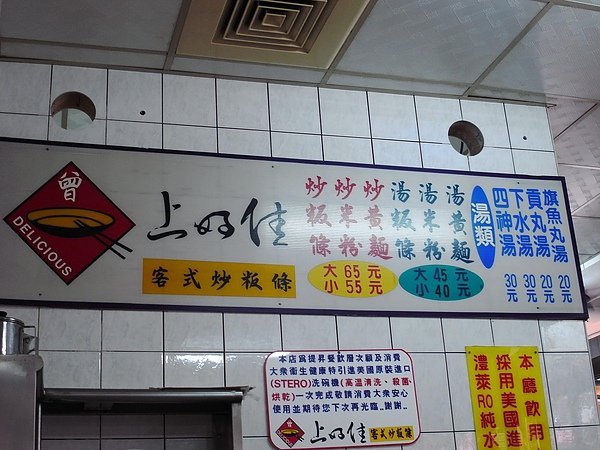 曾
DELICIOUS
上好佳
客式炒粄條
炒粄條
炒米粉
炒黃麵
湯粄條
湯米粉
湯黃麵
大65元
小55元
大45元
小40元
湯類
四神湯30元
下水湯30元
貢丸湯20元
旗魚丸湯20元
本店爲提昇餐飲層次顧及消費
大衆衛生健康特引進美國原裝進口
(STERO)洗碗機(高溫清洗、殺菌
烘乾)一次完成敬請消費大衆安心
使用並期待您下次再光臨...謝謝...
上好佳
客式炒粄條
本廳飲用
採用美國進
澧萊RO純水